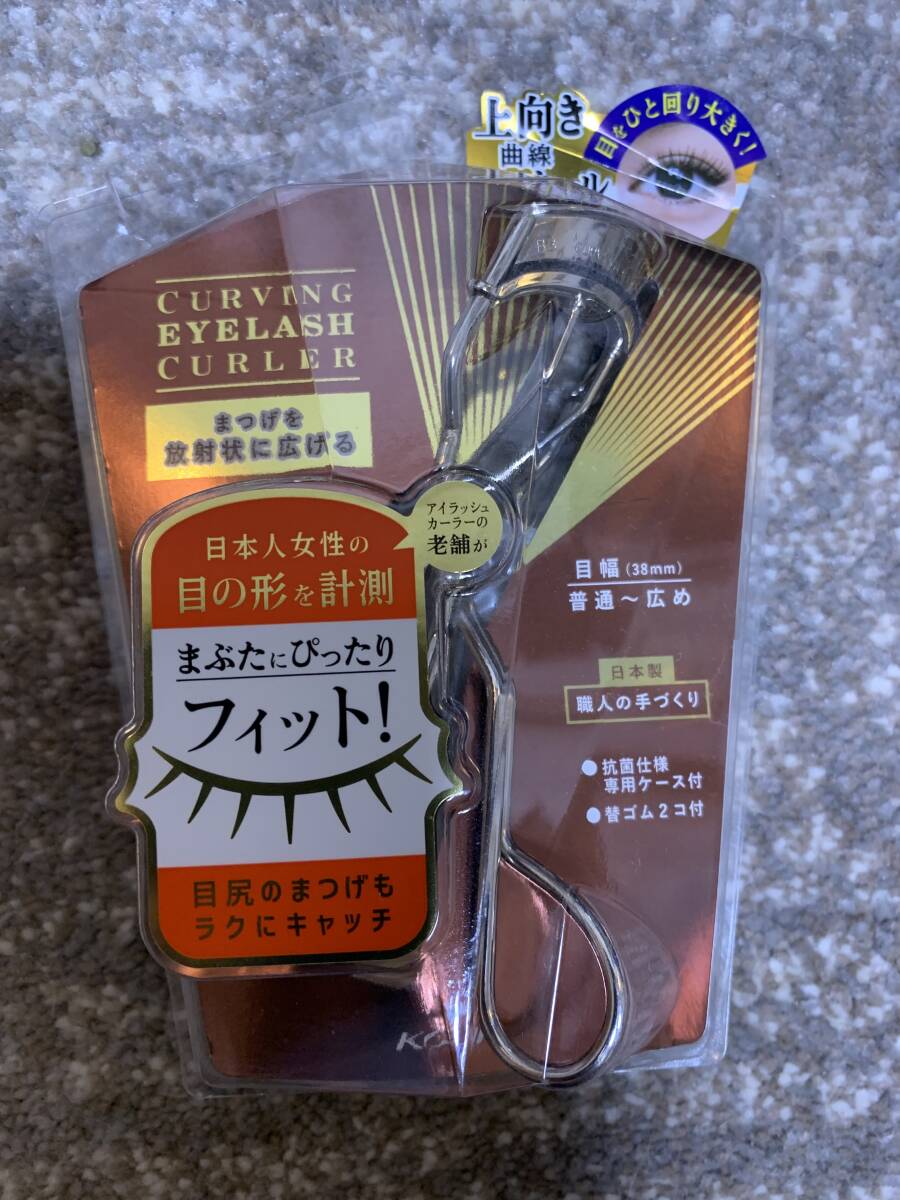 上向き
曲線
目をひと回り大きく!
CURVING
EYELASH
CURLER
まつげを
放射状に広げる
アイラッシュ
カーラーの
老舗が
日本人女性の
目の形を計測
まぶたにぴったり
フィット!
目尻のまつげも
ラクにキャッチ
目幅(38mm)
普通〜広め
日本製
職人の手づくり
●抗菌仕様
専用ケース付
●替ゴム2コ付